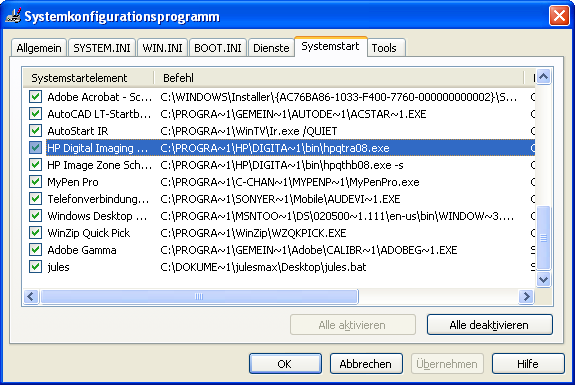 Systemkonfigurationsprogramm
Allgemein SYSTEM.INI WIN.INI BOOT.INI Dienste Systemstart Tools
Systemstartelement Befehl
Adobe Acrobat - Sc... C:\WINDOWS\Installer\{AC76BA86-1033-F400-7760-000000000002}\S...
AutoCAD LT-Startb... C:\PROGRA~1\GEMEIN~1\AUTODE~1\ACSTAR~1.EXE
AutoStart IR C:\PROGRA~1\WinTV\Ir.exe /QUIET
HP Digital Imaging ... C:\PROGRA~1\HP\DIGITA~1\bin\hpqtra08.exe
HP Image Zone Sch... C:\PROGRA~1\HP\DIGITA~1\bin\hpqthb08.exe -s
MyPen Pro C:\PROGRA~1\C-CHAN~1\MYPENP~1\MyPenPro.exe
Telefonverbindung... C:\PROGRA~1\SONYER~1\Mobile\AUDEVI~1.EXE
Windows Desktop ... C:\PROGRA~1\MSNTOO~1\DS\020500~1.111\en-us\bin\WINDOW~3....
WinZip Quick Pick C:\PROGRA~1\WinZip\WZQKPICK.EXE
Adobe Gamma C:\PROGRA~1\GEMEIN~1\Adobe\CALIBR~1\ADOBEG~1.EXE
jules C:\DOKUME~1\julesmax\Desktop\jules.bat
Alle aktivieren Alle deaktivieren
OK Abbrechen Übernehmen Hilfe